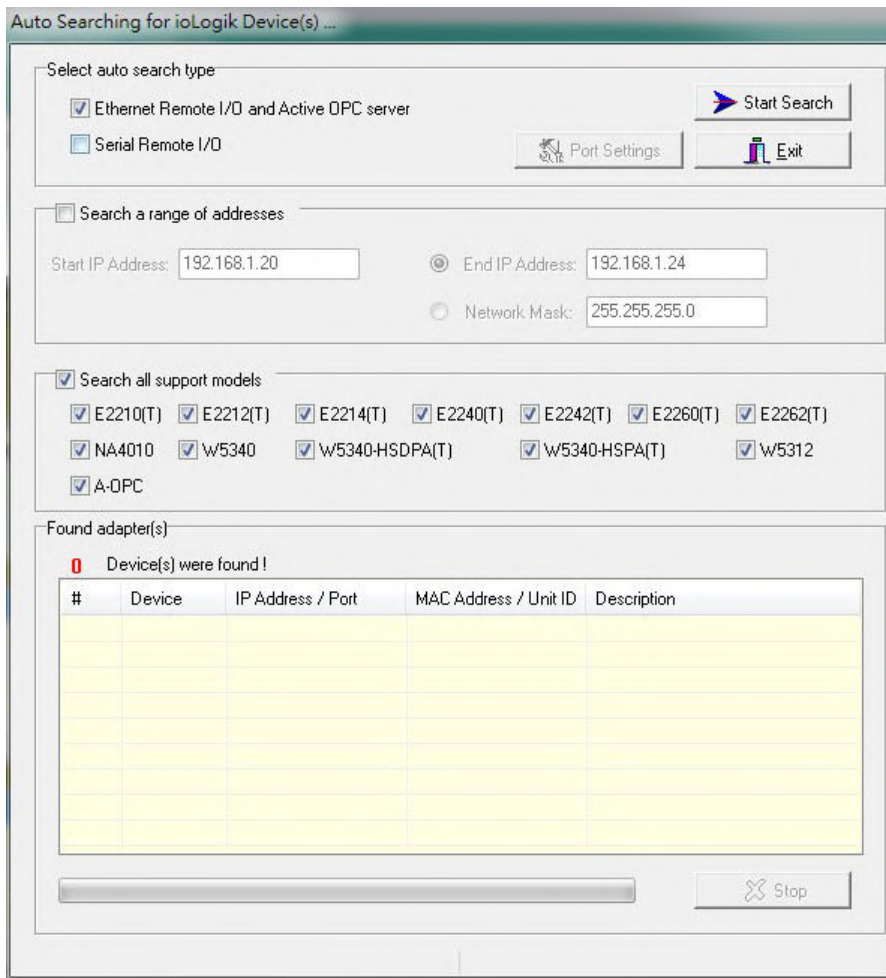 Auto Searching for ioLogik Device(s) ...
Select auto search type
Ethernet Remote I/O and Active OPC server
Start Search
Serial Remote I/O
Port Settings
Exit
Search a range of addresses
Start IP Address: 192.168.1.20
End IP Address: 192.168.1.24
Network Mask: 255.255.255.0
Search all support models
E2210(T) E2212(T) E2214(T) E2240(T) E2242(T) E2260(T) E2262(T)
NA4010 W5340 W5340-HSDPA(T) W5340-HSPA(T) W5312
A-OPC
Found adapter(s)
0 Device(s) were found !
# Device IP Address / Port MAC Address / Unit ID Description
Stop